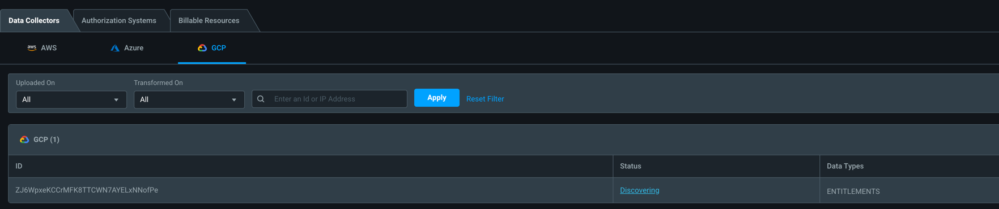 Data Collectors
Authorization Systems
Billable Resources
aws AWS
Azure
GCP
Uploaded On
Transformed On
All
All
Enter an Id or IP Address
Apply
Reset Filter
GCP (1)
ID
Status
Data Types
ZJ6WpxeKCCrMFK8TTCWN7AYELxNNofPe
Discovering
ENTITLEMENTS